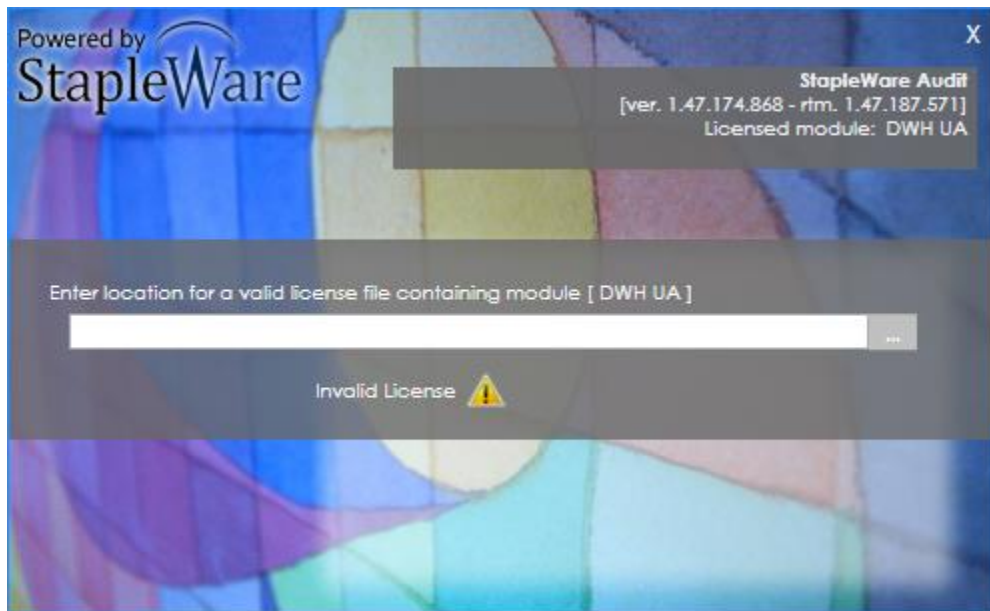 Powered by
StapleWare
X
StapleWare Audit
[ver. 1.47.174.868 - rtm. 1.47.187.571]
Licensed module: DWH UA
Enter location for a valid license file containing module [ DWH UA ]
...
Invalid License